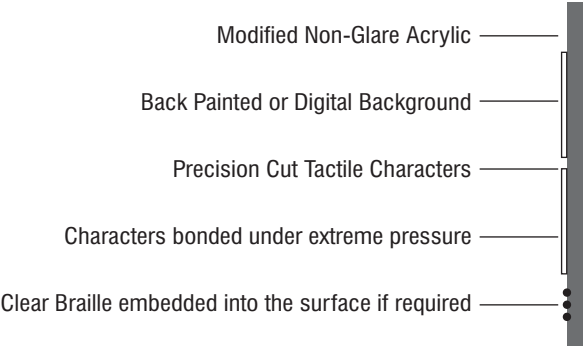 Modified Non-Glare Acrylic
Back Painted or Digital Background
Precision Cut Tactile Characters
Characters bonded under extreme pressure
Clear Braille embedded into the surface if required